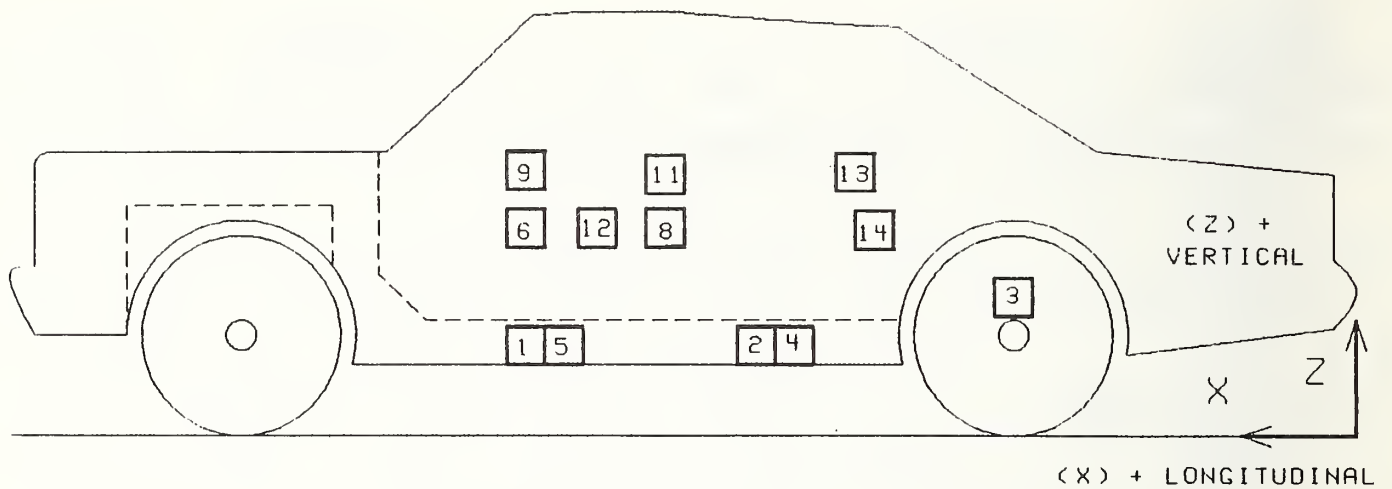 9
11
13
6
12
8
14
(Z) +
VERTICAL
3
1 5
2 4
X
Z
(X) + LONGITUDINAL